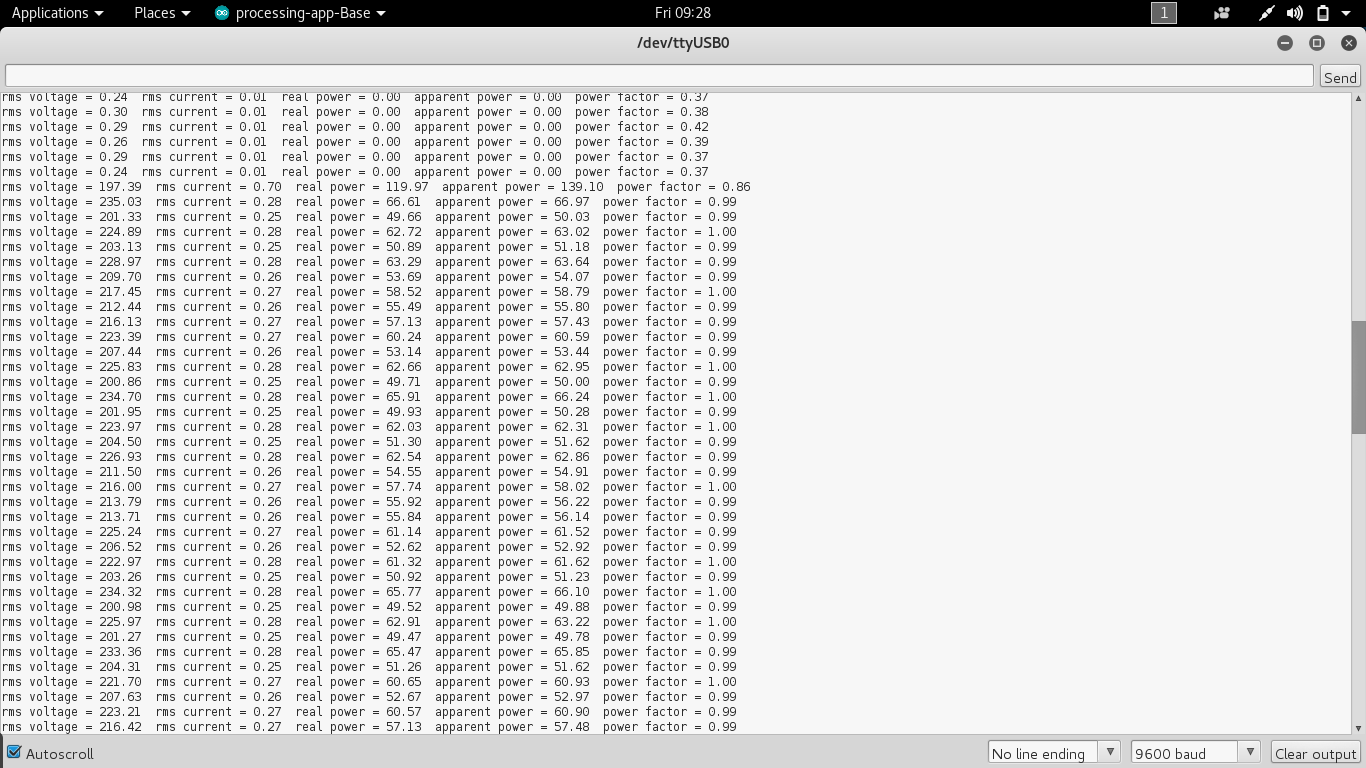 Applications Places processing-app-Base Fri 09:28 1
/dev/ttyUSB0
Send
rms voltage = 0.24 rms current = 0.01 real power = 0.00 apparent power = 0.00 power factor = 0.37
rms voltage = 0.30 rms current = 0.01 real power = 0.00 apparent power = 0.00 power factor = 0.38
rms voltage = 0.29 rms current = 0.01 real power = 0.00 apparent power = 0.00 power factor = 0.42
rms voltage = 0.26 rms current = 0.01 real power = 0.00 apparent power = 0.00 power factor = 0.39
rms voltage = 0.29 rms current = 0.01 real power = 0.00 apparent power = 0.00 power factor = 0.37
rms voltage = 0.24 rms current = 0.01 real power = 0.00 apparent power = 0.00 power factor = 0.37
rms voltage = 197.39 rms current = 0.70 real power = 119.97 apparent power = 139.10 power factor = 0.86
rms voltage = 235.03 rms current = 0.28 real power = 66.61 apparent power = 66.97 power factor = 0.99
rms voltage = 201.33 rms current = 0.25 real power = 49.66 apparent power = 50.03 power factor = 0.99
rms voltage = 224.89 rms current = 0.28 real power = 62.72 apparent power = 63.02 power factor = 1.00
rms voltage = 203.13 rms current = 0.25 real power = 50.89 apparent power = 51.18 power factor = 0.99
rms voltage = 228.97 rms current = 0.28 real power = 63.29 apparent power = 63.64 power factor = 0.99
rms voltage = 209.70 rms current = 0.26 real power = 53.69 apparent power = 54.07 power factor = 0.99
rms voltage = 217.45 rms current = 0.27 real power = 58.52 apparent power = 58.79 power factor = 1.00
rms voltage = 212.44 rms current = 0.26 real power = 55.49 apparent power = 55.80 power factor = 0.99
rms voltage = 216.13 rms current = 0.27 real power = 57.13 apparent power = 57.43 power factor = 0.99
rms voltage = 223.39 rms current = 0.27 real power = 60.24 apparent power = 60.59 power factor = 0.99
rms voltage = 207.44 rms current = 0.26 real power = 53.14 apparent power = 53.44 power factor = 0.99
rms voltage = 225.83 rms current = 0.28 real power = 62.66 apparent power = 62.95 power factor = 1.00
rms voltage = 200.86 rms current = 0.25 real power = 49.71 apparent power = 50.00 power factor = 0.99
rms voltage = 234.70 rms current = 0.28 real power = 65.91 apparent power = 66.24 power factor = 1.00
rms voltage = 201.95 rms current = 0.25 real power = 49.93 apparent power = 50.28 power factor = 0.99
rms voltage = 223.97 rms current = 0.28 real power = 62.03 apparent power = 62.31 power factor = 1.00
rms voltage = 204.50 rms current = 0.25 real power = 51.30 apparent power = 51.62 power factor = 0.99
rms voltage = 226.93 rms current = 0.28 real power = 62.54 apparent power = 62.86 power factor = 0.99
rms voltage = 211.50 rms current = 0.26 real power = 54.55 apparent power = 54.91 power factor = 0.99
rms voltage = 216.00 rms current = 0.27 real power = 57.74 apparent power = 58.02 power factor = 1.00
rms voltage = 213.79 rms current = 0.26 real power = 55.92 apparent power = 56.22 power factor = 0.99
rms voltage = 213.71 rms current = 0.26 real power = 55.84 apparent power = 56.14 power factor = 0.99
rms voltage = 225.24 rms current = 0.27 real power = 61.14 apparent power = 61.52 power factor = 0.99
rms voltage = 206.52 rms current = 0.26 real power = 52.62 apparent power = 52.92 power factor = 0.99
rms voltage = 222.97 rms current = 0.28 real power = 61.32 apparent power = 61.62 power factor = 1.00
rms voltage = 203.26 rms current = 0.25 real power = 50.92 apparent power = 51.23 power factor = 0.99
rms voltage = 234.32 rms current = 0.28 real power = 65.77 apparent power = 66.10 power factor = 1.00
rms voltage = 200.98 rms current = 0.25 real power = 49.52 apparent power = 49.88 power factor = 0.99
rms voltage = 225.97 rms current = 0.28 real power = 62.91 apparent power = 63.22 power factor = 1.00
rms voltage = 201.27 rms current = 0.25 real power = 49.47 apparent power = 49.78 power factor = 0.99
rms voltage = 233.36 rms current = 0.28 real power = 65.47 apparent power = 65.85 power factor = 0.99
rms voltage = 204.31 rms current = 0.25 real power = 51.26 apparent power = 51.62 power factor = 0.99
rms voltage = 221.70 rms current = 0.27 real power = 60.65 apparent power = 60.93 power factor = 1.00
rms voltage = 207.63 rms current = 0.26 real power = 52.67 apparent power = 52.97 power factor = 0.99
rms voltage = 223.21 rms current = 0.27 real power = 60.57 apparent power = 60.90 power factor = 0.99
rms voltage = 216.42 rms current = 0.27 real power = 57.13 apparent power = 57.48 power factor = 0.99
Autoscroll No line ending 9600 baud Clear output